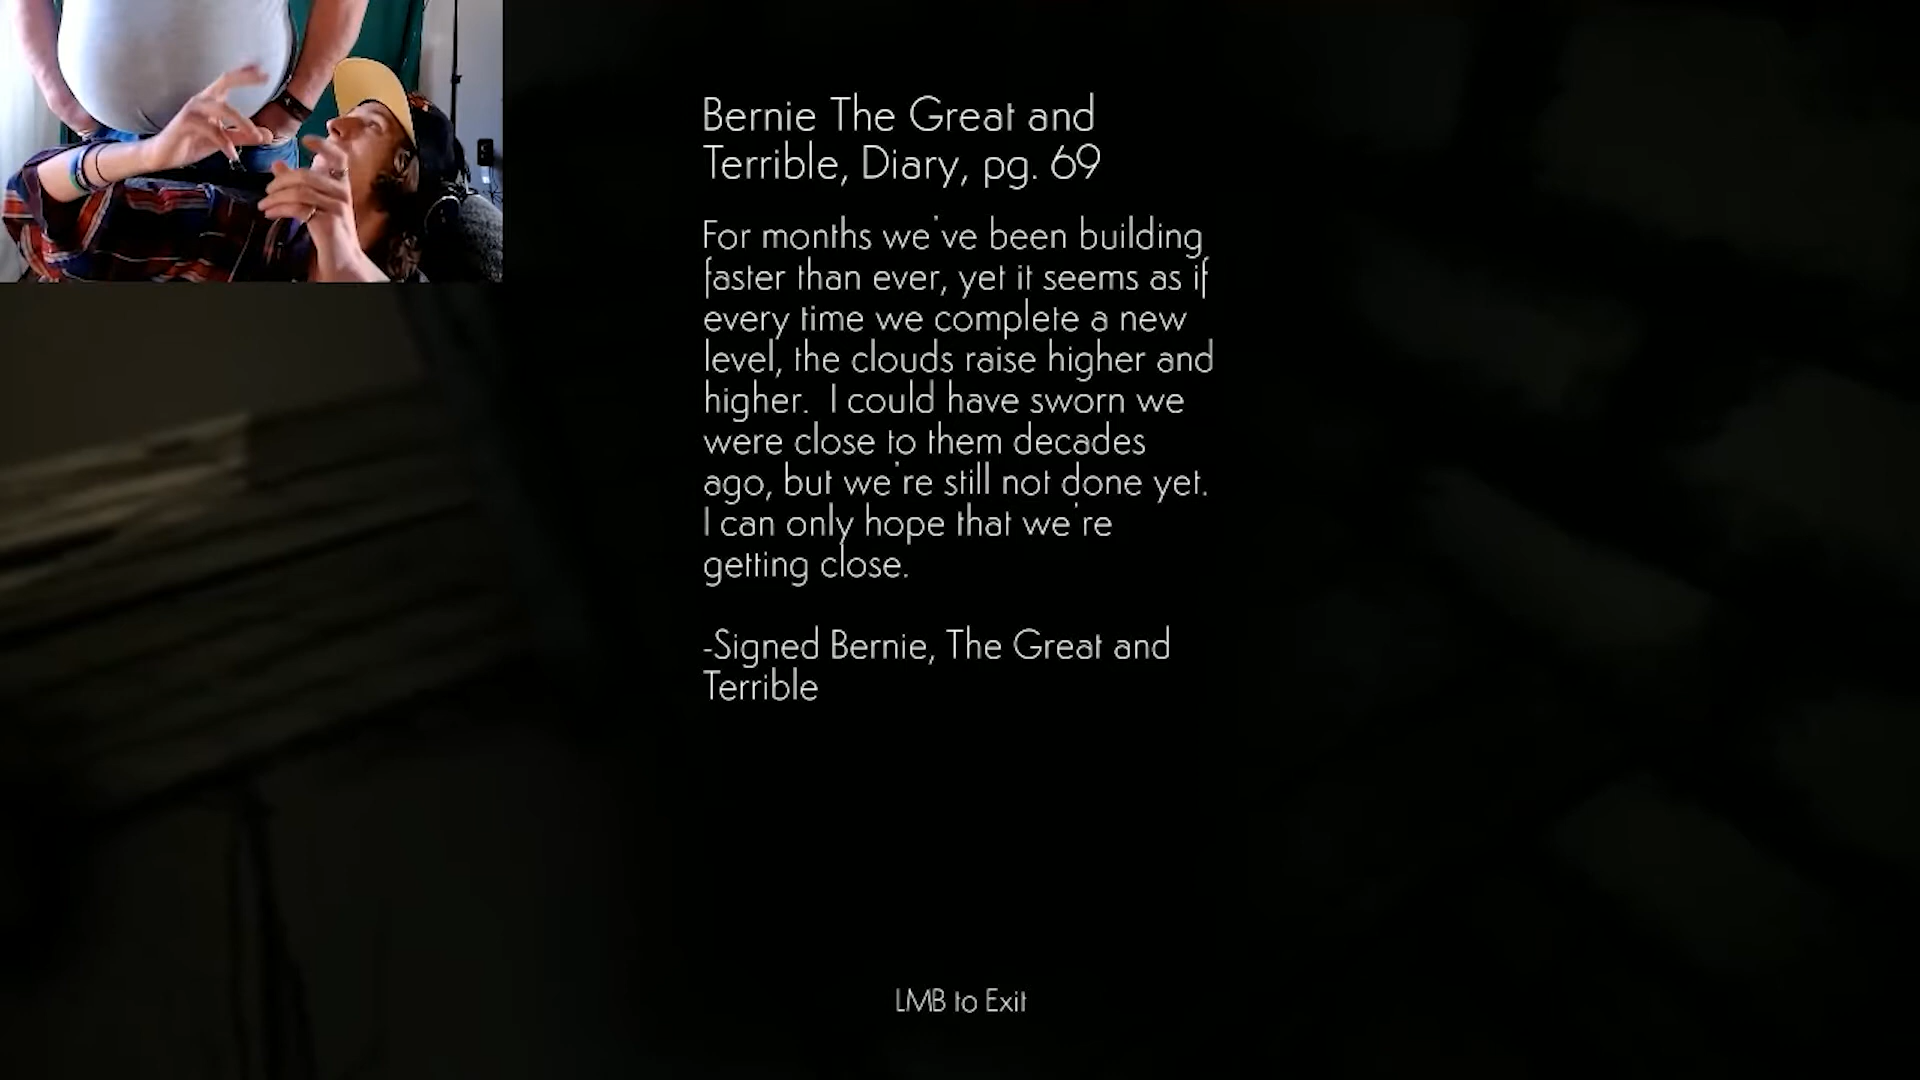 Bernie The Great and
Terrible, Diary, pg. 69
For months we've been building
faster than ever, yet it seems as if
every time we complete a new
level, the clouds raise higher and
higher.  I could have sworn we
were close to them decades
ago, but we're still not done yet.
I can only hope that we're
getting close.
-Signed Bernie, The Great and
Terrible
LMB to Exit